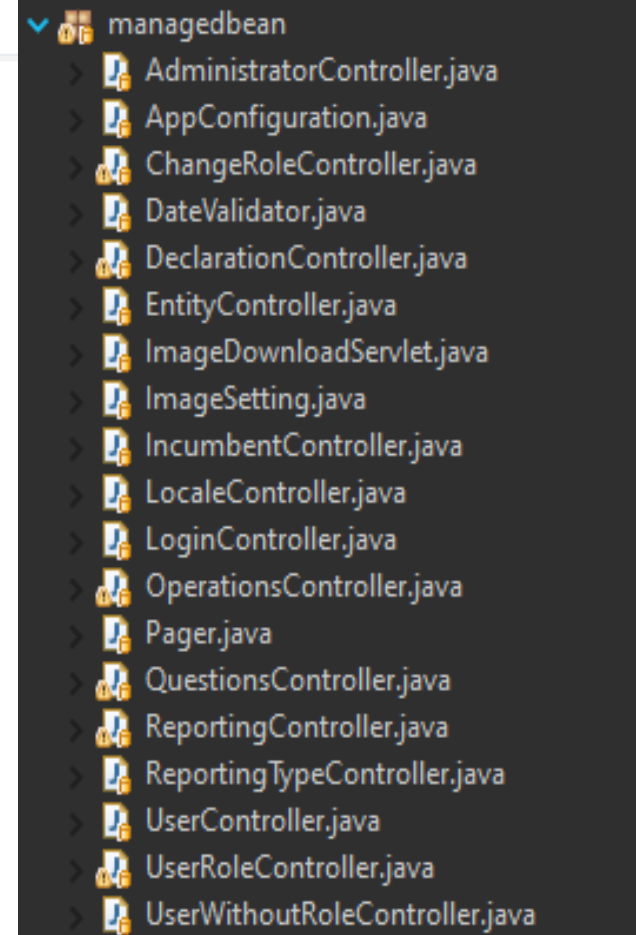 managedbean
AdministratorController.java
AppConfiguration.java
ChangeRoleController.java
DateValidator.java
DeclarationController.java
EntityController.java
ImageDownloadServlet.java
ImageSetting.java
IncumbentController.java
LocaleController.java
LoginController.java
OperationsController.java
Pager.java
QuestionsController.java
ReportingController.java
ReportingTypeController.java
UserController.java
UserRoleController.java
UserWithoutRoleController.java